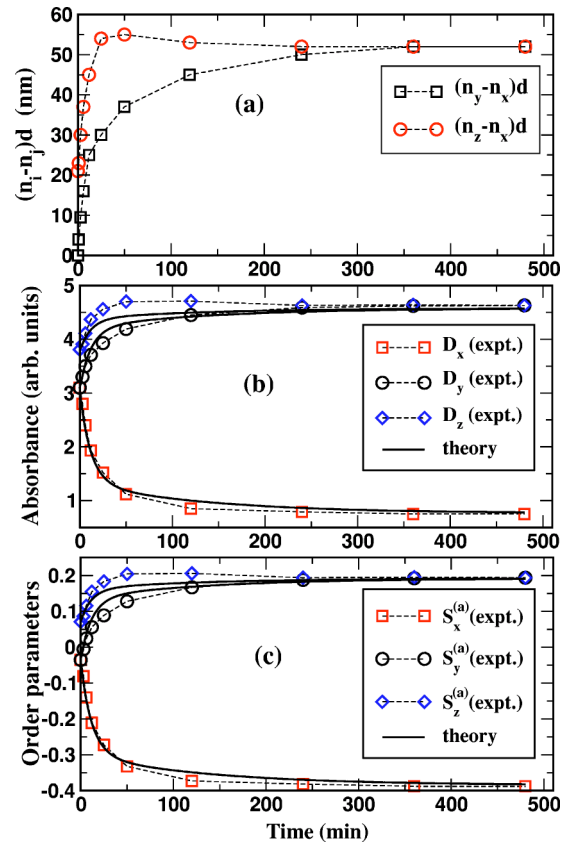 60
50
40
30
20
10
0
(n_i-n_j)d (nm)
(a)
(n_y-n_x)d
(n_z-n_x)d
0 100 200 300 400 500
5
4
3
2
1
Absorbance (arb. units)
(b)
D_x (expt.)
D_y (expt.)
D_z (expt.)
theory
0 100 200 300 400 500
0.2
0.1
0
-0.1
-0.2
-0.3
-0.4
Order parameters
(c)
S_x^(a) (expt.)
S_y^(a) (expt.)
S_z^(a) (expt.)
theory
0 100 200 300 400 500
Time (min)